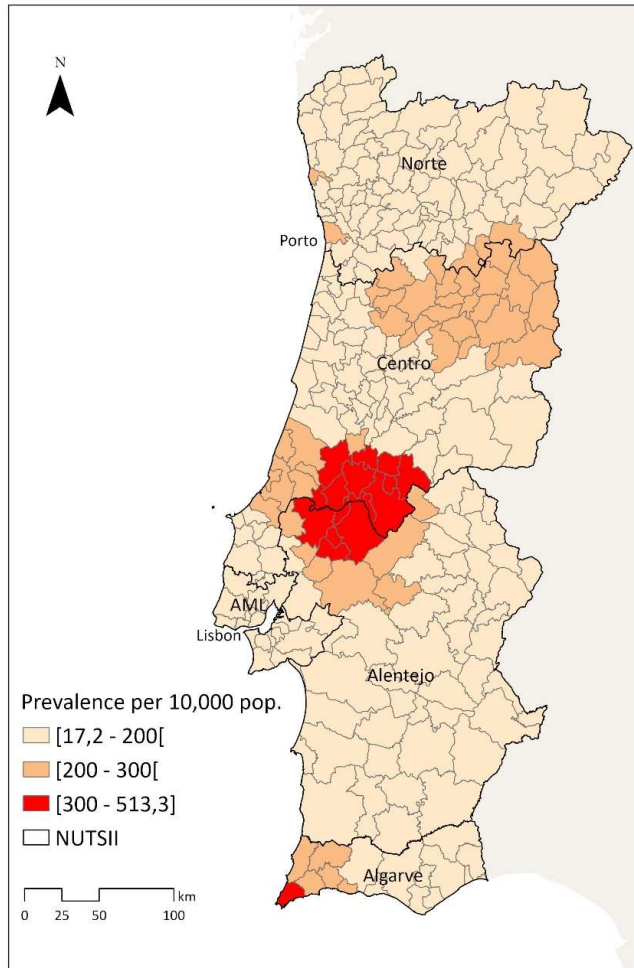 N
Norte
Porto
Centro
AML
Lisbon
Alentejo
Prevalence per 10,000 pop.
[17,2 - 200[
[200 - 300[
[300 - 513,3]
NUTSII
Algarve
km
0 25 50 100